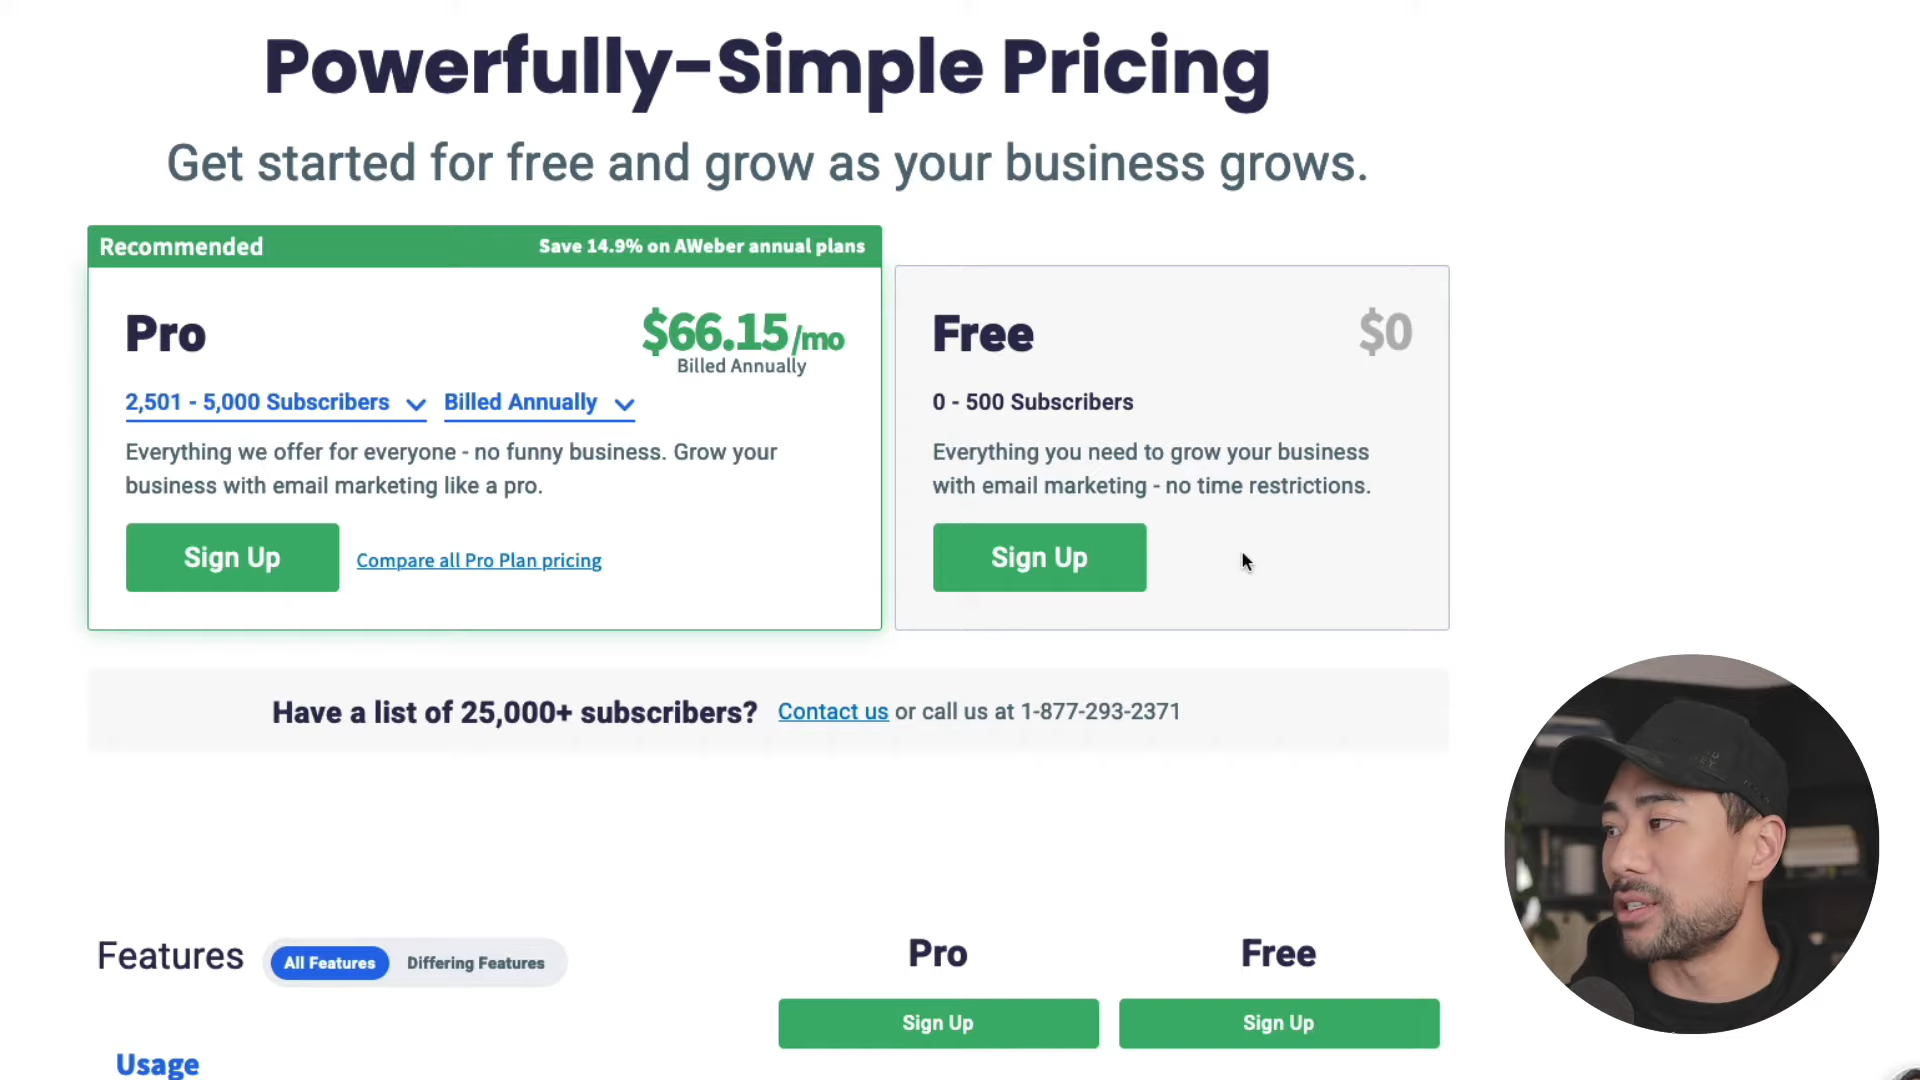 Powerfully-Simple Pricing
Get started for free and grow as your business grows.
Recommended
Save 14.9% on AWeber annual plans
Pro
$66.15/mo
Billed Annually
2,501 - 5,000 Subscribers
Billed Annually
Everything we offer for everyone - no funny business. Grow your
business with email marketing like a pro.
Sign Up
Compare all Pro Plan pricing
Free
$0
0 - 500 Subscribers
Everything you need to grow your business
with email marketing - no time restrictions.
Sign Up
Have a list of 25,000+ subscribers? Contact us or call us at 1-877-293-2371
Features
All Features
Differing Features
Pro
Free
Sign Up
Sign Up
Usage